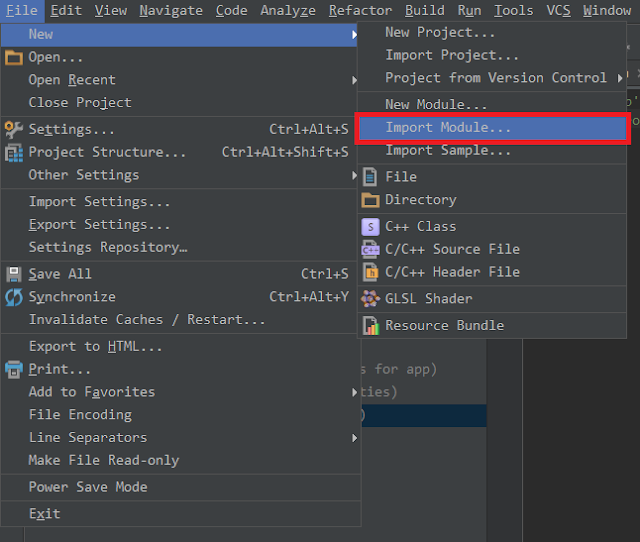 File Edit View Navigate Code Analyze Refactor Build Run Tools VCS Window
New
Open...
Open Recent
Close Project
Settings... Ctrl+Alt+S
Project Structure... Ctrl+Alt+Shift+S
Other Settings
Import Settings...
Export Settings...
Settings Repository…
Save All Ctrl+S
Synchronize Ctrl+Alt+Y
Invalidate Caches / Restart...
Export to HTML...
Print...
Add to Favorites
File Encoding
Line Separators
Make File Read-only
Power Save Mode
Exit
New Project...
Import Project...
Project from Version Control
New Module...
Import Module...
Import Sample...
File
Directory
S C++ Class
C++ C/C++ Source File
h C/C++ Header File
GLSL Shader
Resource Bundle
s for app)
ties)
)